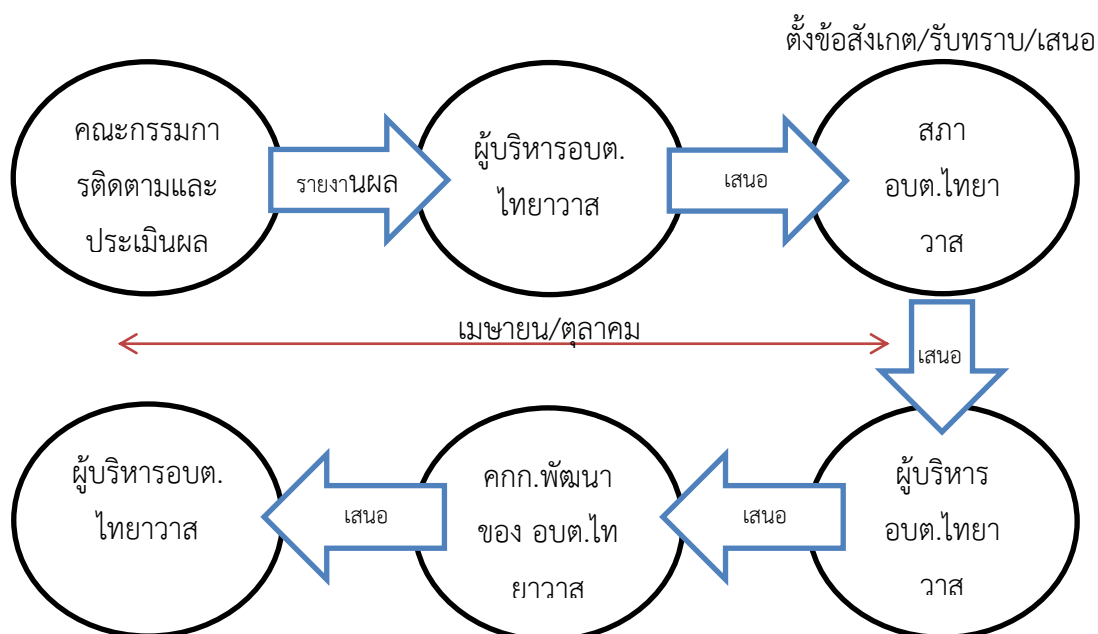 ตั้งข้อสังเกต/รับทราบ/เสนอ
คณะกรรมกา
รติดตามและ
ประเมินผล
รายงานผล
ผู้บริหารอบต.
ไทยาวาส
เสนอ
สภา
อบต.ไทยา
วาส
เมษายน/ตุลาคม
เสนอ
ผู้บริหารอบต.
ไทยาวาส
เสนอ
คกก.พัฒนา
ของ อบต.ไท
ยาวาส
เสนอ
ผู้บริหาร
อบต.ไทยา
วาส